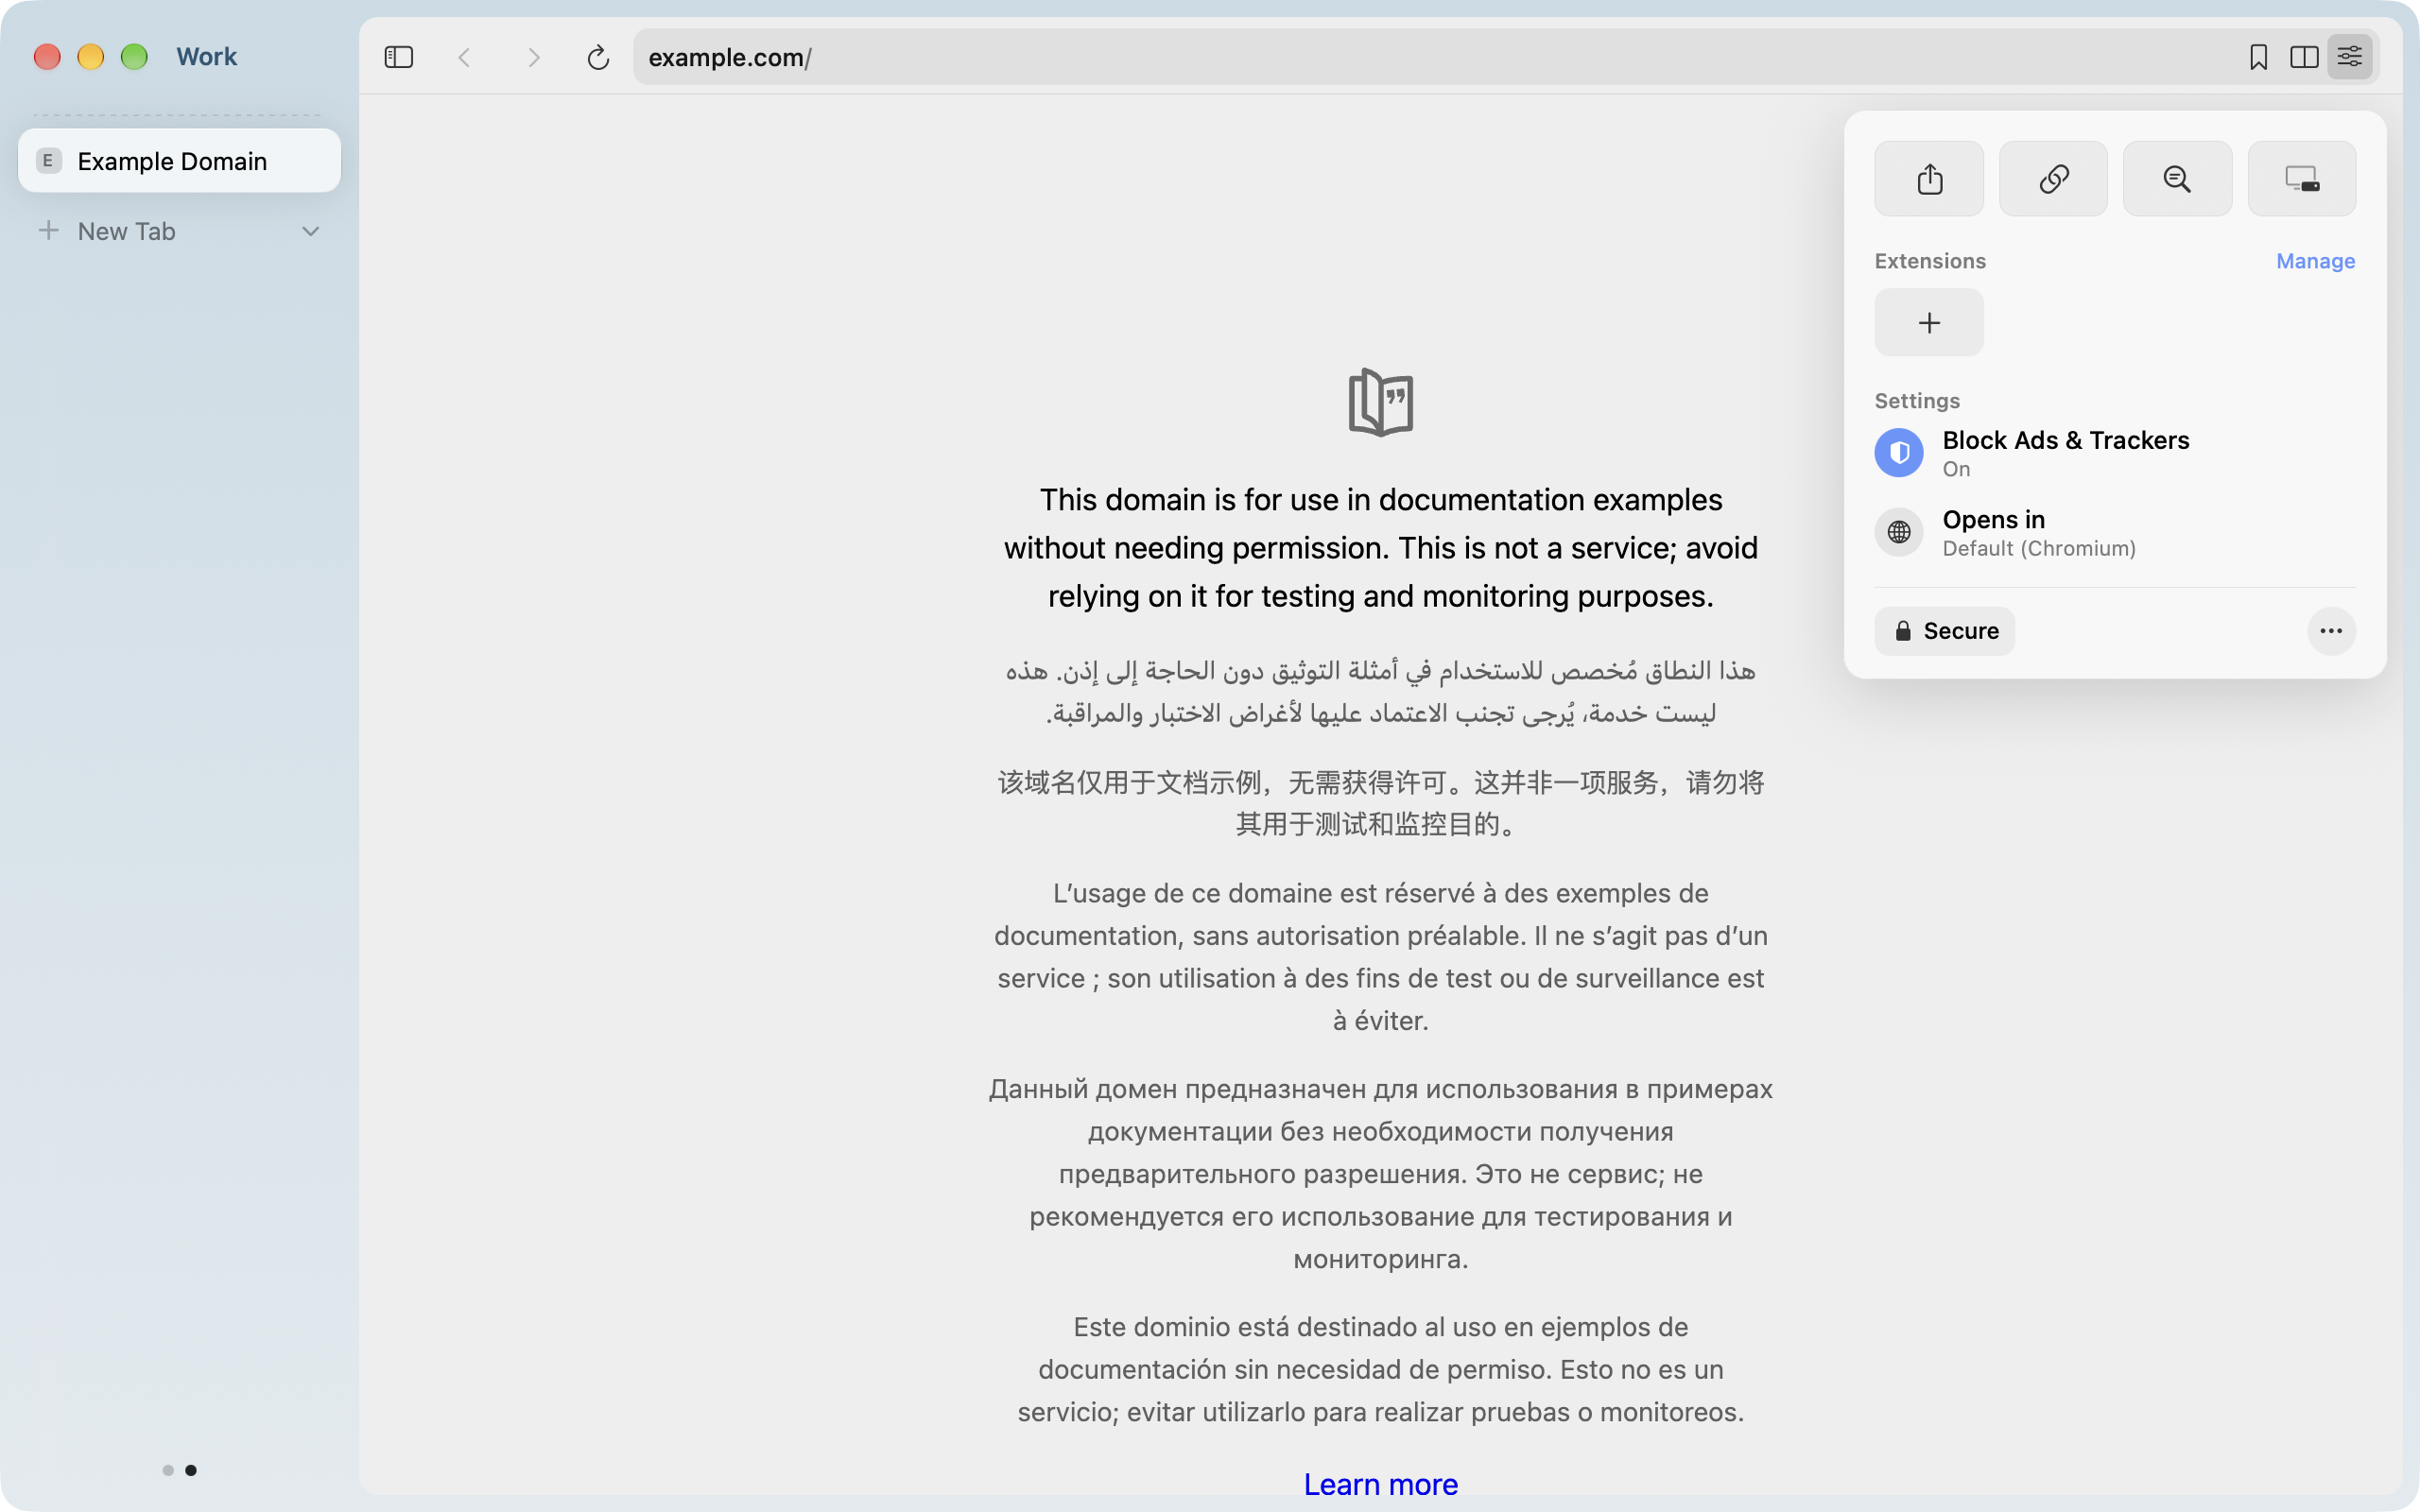 Work
example.com/
E Example Domain
New Tab
Extensions
Manage
Settings
Block Ads & Trackers
On
Opens in
Default (Chromium)
Secure
This domain is for use in documentation examples
without needing permission. This is not a service; avoid
relying on it for testing and monitoring purposes.
هذا النطاق مُخصص للاستخدام في أمثلة التوثيق دون الحاجة إلى إذن. هذه
ليست خدمة، يُرجى تجنب الاعتماد عليها لأغراض الاختبار والمراقبة.
该域名仅用于文档示例，无需获得许可。这并非一项服务，请勿将
其用于测试和监控目的。
L’usage de ce domaine est réservé à des exemples de
documentation, sans autorisation préalable. Il ne s’agit pas d’un
service ; son utilisation à des fins de test ou de surveillance est
à éviter.
Данный домен предназначен для использования в примерах
документации без необходимости получения
предварительного разрешения. Это не сервис; не
рекомендуется его использование для тестирования и
мониторинга.
Este dominio está destinado al uso en ejemplos de
documentación sin necesidad de permiso. Esto no es un
servicio; evitar utilizarlo para realizar pruebas o monitoreos.
Learn more